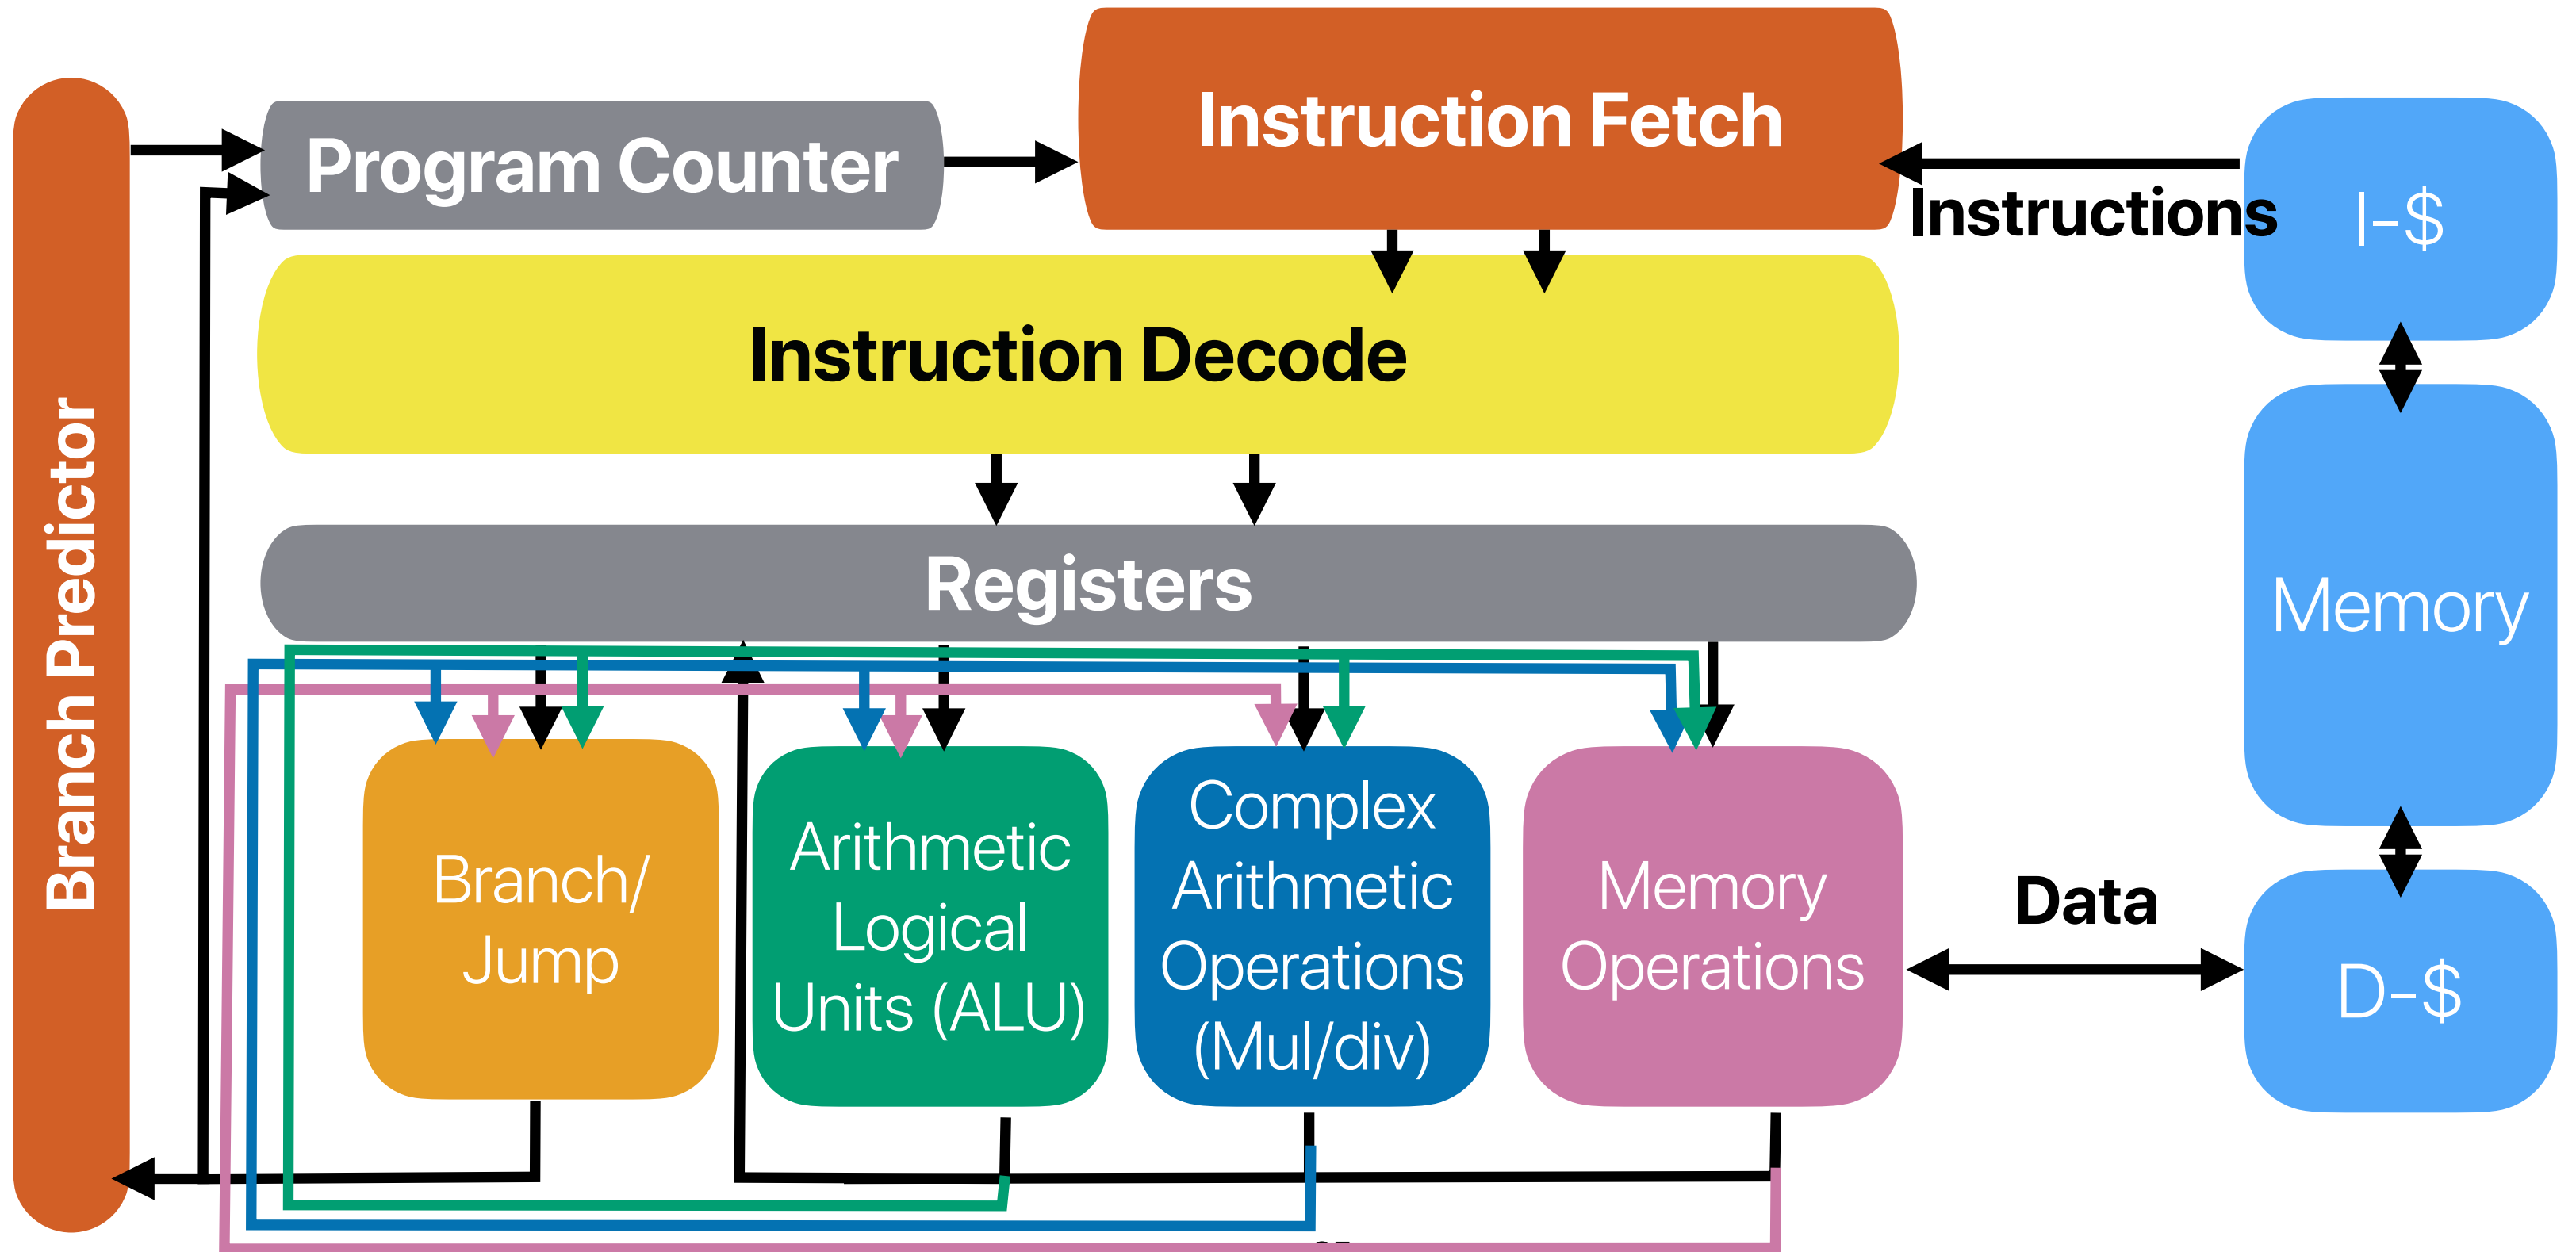 Instruction Fetch
Program Counter
Instructions
I-$
Instruction Decode
Branch Predictor
Registers
Memory
Branch/
Jump
Arithmetic
Logical
Units (ALU)
Complex
Arithmetic
Operations
(Mul/div)
Memory
Operations
Data
D-$